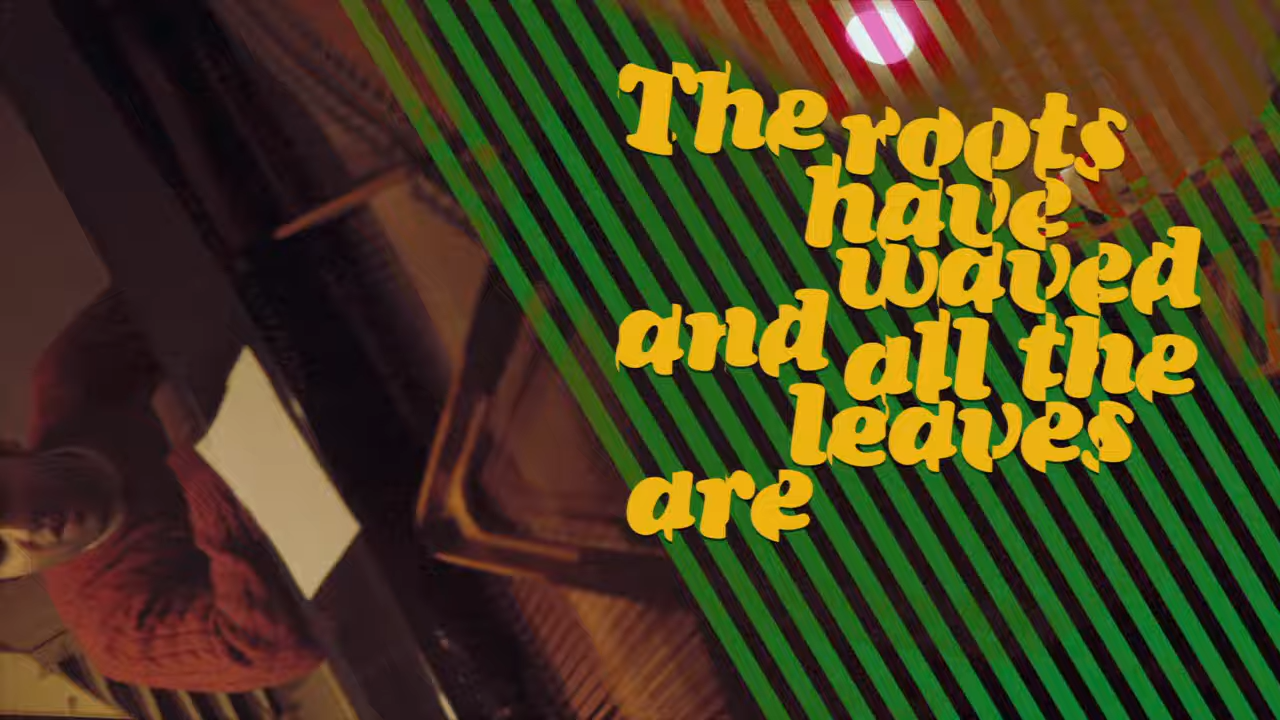 The roots
have
waved
and all the
leaves
are